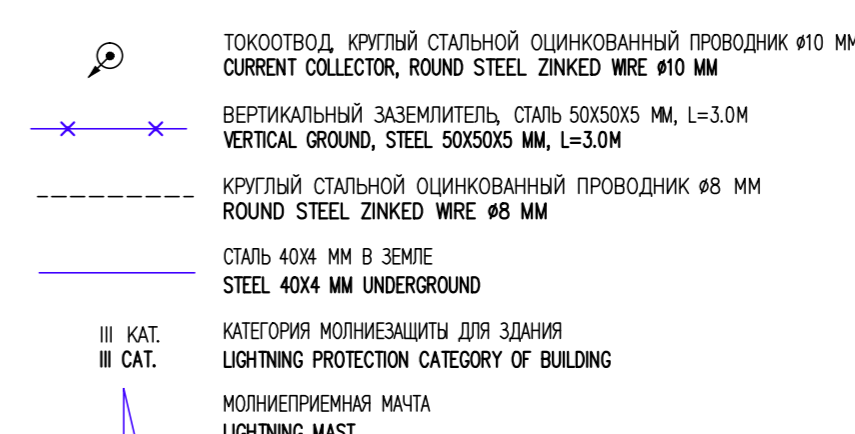 ТОКООТВОД, КРУГЛЫЙ СТАЛЬНОЙ ОЦИНКОВАННЫЙ ПРОВОДНИК ø10 ММ
CURRENT COLLECTOR, ROUND STEEL ZINKED WIRE ø10 MM
ВЕРТИКАЛЬНЫЙ ЗАЗЕМЛИТЕЛЬ, СТАЛЬ 50Х50Х5 ММ, L=3.0М
VERTICAL GROUND, STEEL 50X50X5 MM, L=3.0M
КРУГЛЫЙ СТАЛЬНОЙ ОЦИНКОВАННЫЙ ПРОВОДНИК ø8 ММ
ROUND STEEL ZINKED WIRE ø8 MM
СТАЛЬ 40Х4 ММ В ЗЕМЛЕ
STEEL 40X4 MM UNDERGROUND
III КАТ. КАТЕГОРИЯ МОЛНИЕЗАЩИТЫ ДЛЯ ЗДАНИЯ
III CAT. LIGHTNING PROTECTION CATEGORY OF BUILDING
МОЛНИЕПРИЕМНАЯ МАЧТА
LIGHTNING MAST